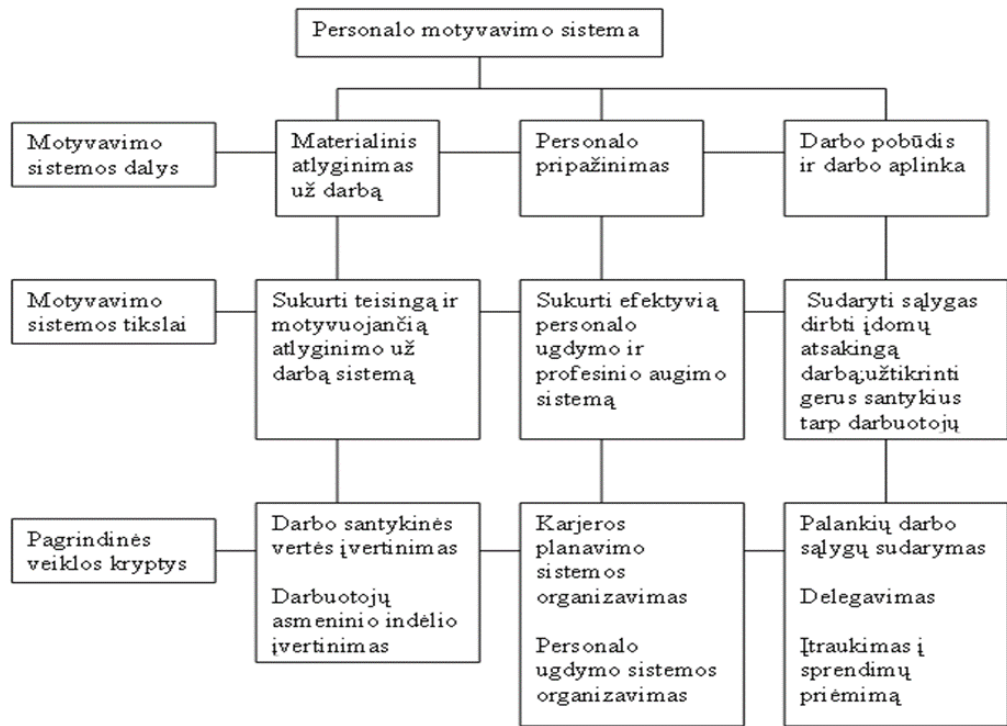 Personalo motyvavimo sistema
Motyvavimo
sistemos dalys
Materialinis
atlyginimas
už darbą
Personalo
pripažinimas
Darbo pobūdis
ir darbo aplinka
Motyvavimo
sistemos tikslai
Sukurti teisingą ir
motyvuojančią
atlyginimo už
darbą sistemą
Sukurti efektyvią
personalo
ugdymo ir
profesinio augimo
sistemą
Sudaryti sąlygas
dirbti įdomų
atsakingą
darbą;užtikrinti
gerus santykius
tarp darbuotojų
Pagrindinės
veiklos kryptys
Darbo santykinės
vertės įvertinimas
Darbuotojų
asmeninio indėlio
įvertinimas
Karjeros
planavimo
sistemos
organizavimas
Personalo
ugdymo sistemos
organizavimas
Palankių darbo
sąlygų sudarymas
Delegavimas
Įtraukimas į
sprendimų
priėmimą